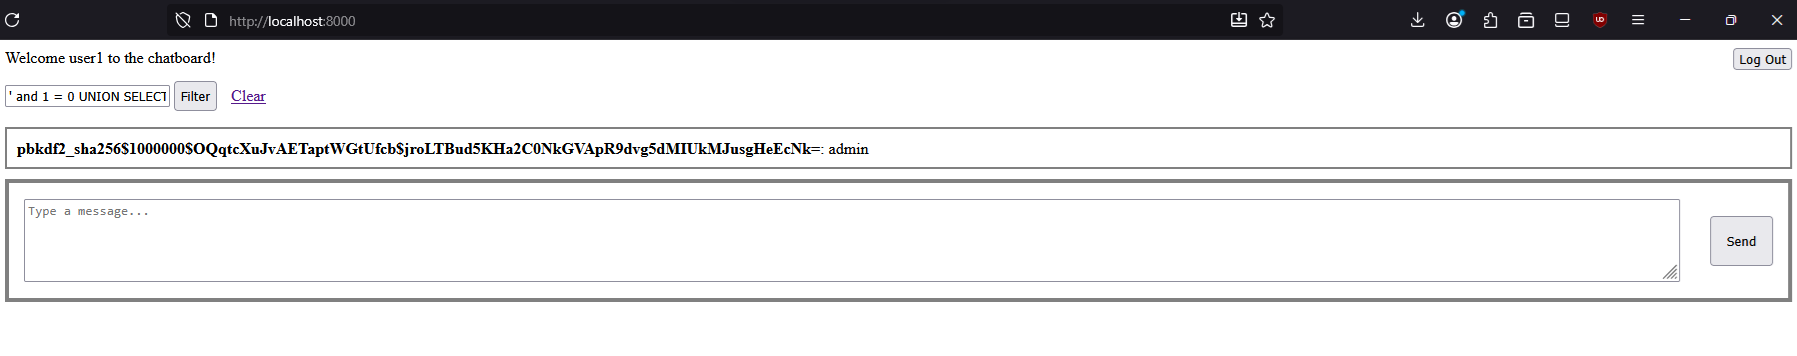 http://localhost:8000
Welcome user1 to the chatboard!
Log Out
' and 1 = 0 UNION SELECT
Filter
Clear
pbkdf2_sha256$1000000$OQqtcXuJvAETaptWGtUfcb$jroLTBud5KHa2C0NkGVApR9dvg5dMIUkMJusgHeEcNk=: admin
Type a message...
Send